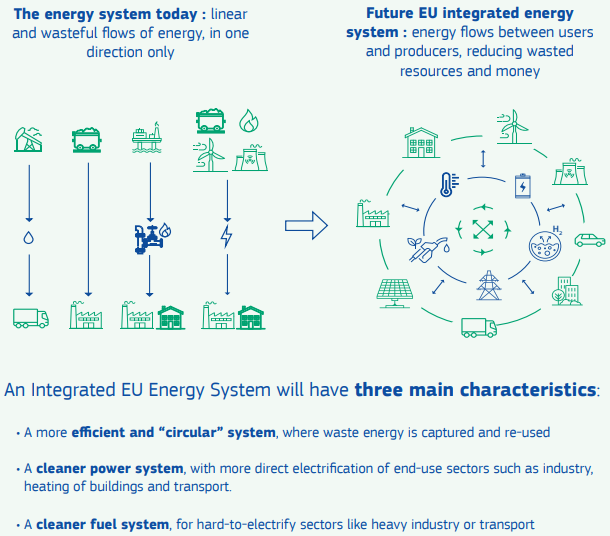 The energy system today : linear
and wasteful flows of energy, in one
direction only
Future EU integrated energy
system : energy flows between users
and producers, reducing wasted
resources and money
H2
An Integrated EU Energy System will have three main characteristics:
• A more efficient and “circular” system, where waste energy is captured and re-used
• A cleaner power system, with more direct electrification of end-use sectors such as industry,
heating of buildings and transport.
• A cleaner fuel system, for hard-to-electrify sectors like heavy industry or transport